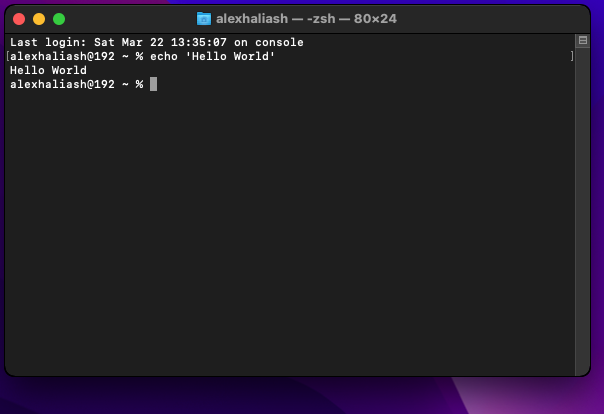 alexhaliash — -zsh — 80×24
Last login: Sat Mar 22 13:35:07 on console
[alexhaliash@192 ~ % echo 'Hello World' ]
Hello World
alexhaliash@192 ~ %